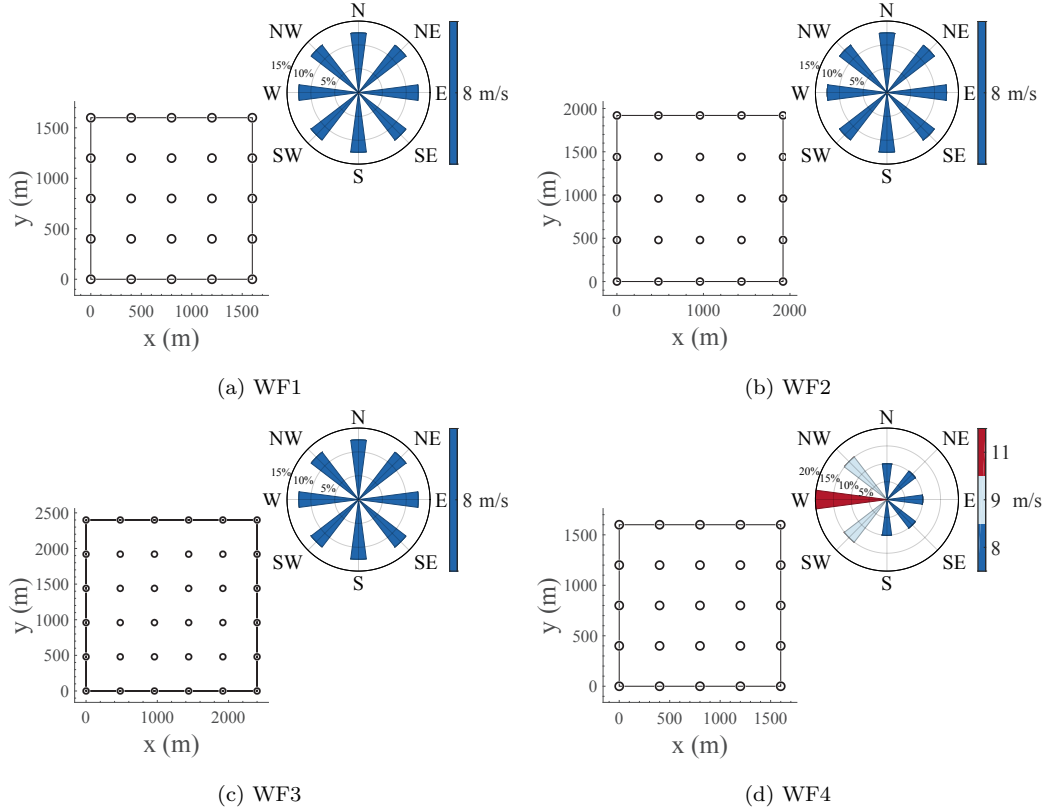 N
NW NE
15% 10% 5%
W E 8 m/s
SW SE
S
1600
1500
1000
500
0
y (m)
0 500 1000 1500
x (m)
(a) WF1
N
NW NE
15% 10% 5%
W E 8 m/s
SW SE
S
2000
1500
1000
500
0
y (m)
0 1000 2000
x (m)
(b) WF2
N
NW NE
15% 10% 5%
W E 8 m/s
SW SE
S
2500
2000
1500
1000
500
0
y (m)
0 1000 2000
x (m)
(c) WF3
N
NW NE
20% 15% 10% 5%
W E
SW SE
S
11
9 m/s
8
1500
1000
500
0
y (m)
0 500 1000 1500
x (m)
(d) WF4